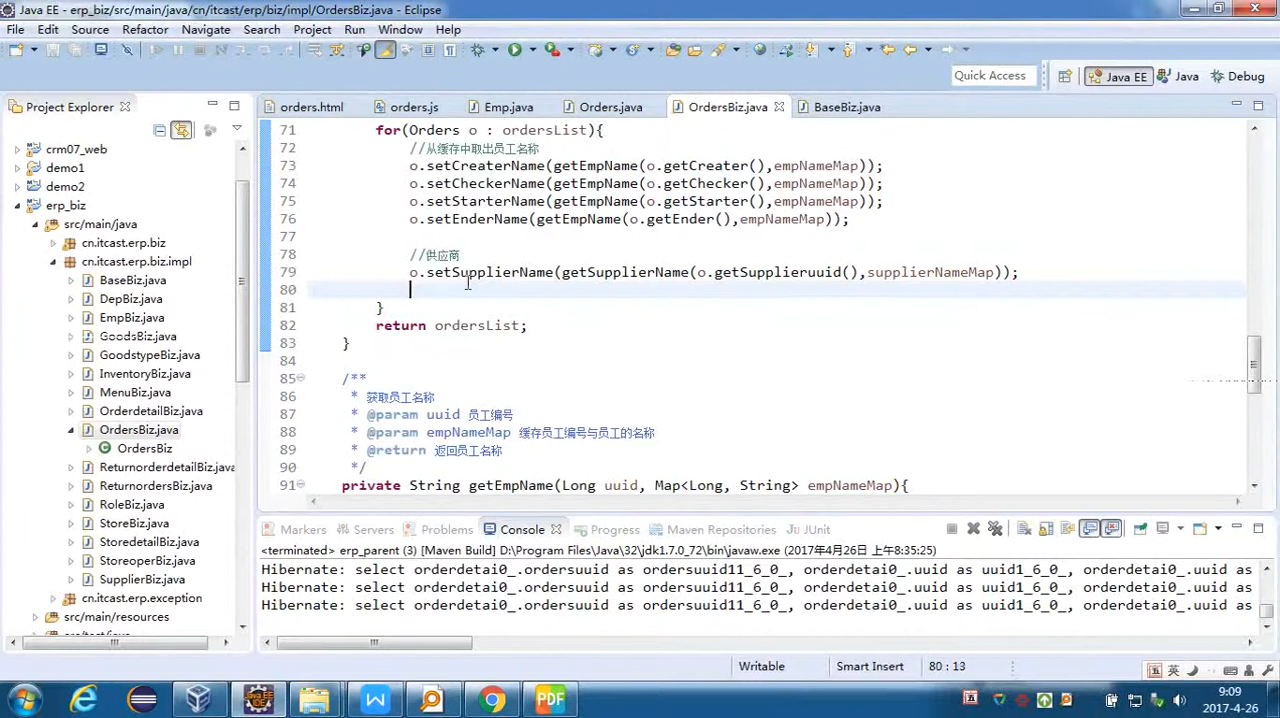 Java EE - erp_biz/src/main/java/cn/itcast/erp/biz/impl/OrdersBiz.java - Eclipse
File Edit Source Refactor Navigate Search Project Run Window Help
Quick Access Java EE Java Debug
Project Explorer
orders.html orders.js Emp.java Orders.java OrdersBiz.java BaseBiz.java
crm07_web
demo1
demo2
erp_biz
src/main/java
cn.itcast.erp.biz
cn.itcast.erp.biz.impl
BaseBiz.java
DepBiz.java
EmpBiz.java
GoodsBiz.java
GoodstypeBiz.java
InventoryBiz.java
MenuBiz.java
OrderdetailBiz.java
OrdersBiz.java
OrdersBiz
ReturnorderdetailBiz.java
ReturnordersBiz.java
RoleBiz.java
StoreBiz.java
StoredetailBiz.java
StoreoperBiz.java
SupplierBiz.java
cn.itcast.erp.exception
src/main/resources
71 for(Orders o : ordersList){
72 //从缓存中取出员工名称
73 o.setCreaterName(getEmpName(o.getCreater(),empNameMap));
74 o.setCheckerName(getEmpName(o.getChecker(),empNameMap));
75 o.setStarterName(getEmpName(o.getStarter(),empNameMap));
76 o.setEnderName(getEmpName(o.getEnder(),empNameMap));
77
78 //供应商
79 o.setSupplierName(getSupplierName(o.getSupplieruuid(),supplierNameMap));
80
81 }
82 return ordersList;
83 }
84
85 /**
86 * 获取员工名称
87 * @param uuid 员工编号
88 * @param empNameMap 缓存员工编号与员工的名称
89 * @return 返回员工名称
90 */
91 private String getEmpName(Long uuid, Map<Long, String> empNameMap){
Markers Servers Problems Console Progress Maven Repositories JUnit
<terminated> erp_parent (3) [Maven Build] D:\Program Files\Java\32\jdk1.7.0_72\bin\javaw.exe (2017年4月26日 上午8:35:25)
Hibernate: select orderdetai0_.ordersuuid as ordersuuid11_6_0_, orderdetai0_.uuid as uuid1_6_0_, orderdetai0_.uuid as
Hibernate: select orderdetai0_.ordersuuid as ordersuuid11_6_0_, orderdetai0_.uuid as uuid1_6_0_, orderdetai0_.uuid as
Hibernate: select orderdetai0_.ordersuuid as ordersuuid11_6_0_, orderdetai0_.uuid as uuid1_6_0_, orderdetai0_.uuid as
Writable Smart Insert 80 : 13
五 英
PDF
9:09
2017-4-26